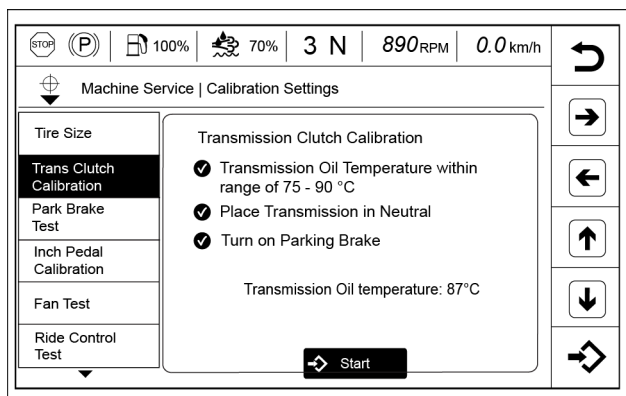 STOP (P) 100% 70% 3 N 890 RPM 0.0 km/h
Machine Service | Calibration Settings
Tire Size
Trans Clutch
Calibration
Park Brake
Test
Inch Pedal
Calibration
Fan Test
Ride Control
Test
Transmission Clutch Calibration
Transmission Oil Temperature within
range of 75 - 90 °C
Place Transmission in Neutral
Turn on Parking Brake
Transmission Oil temperature: 87°C
Start